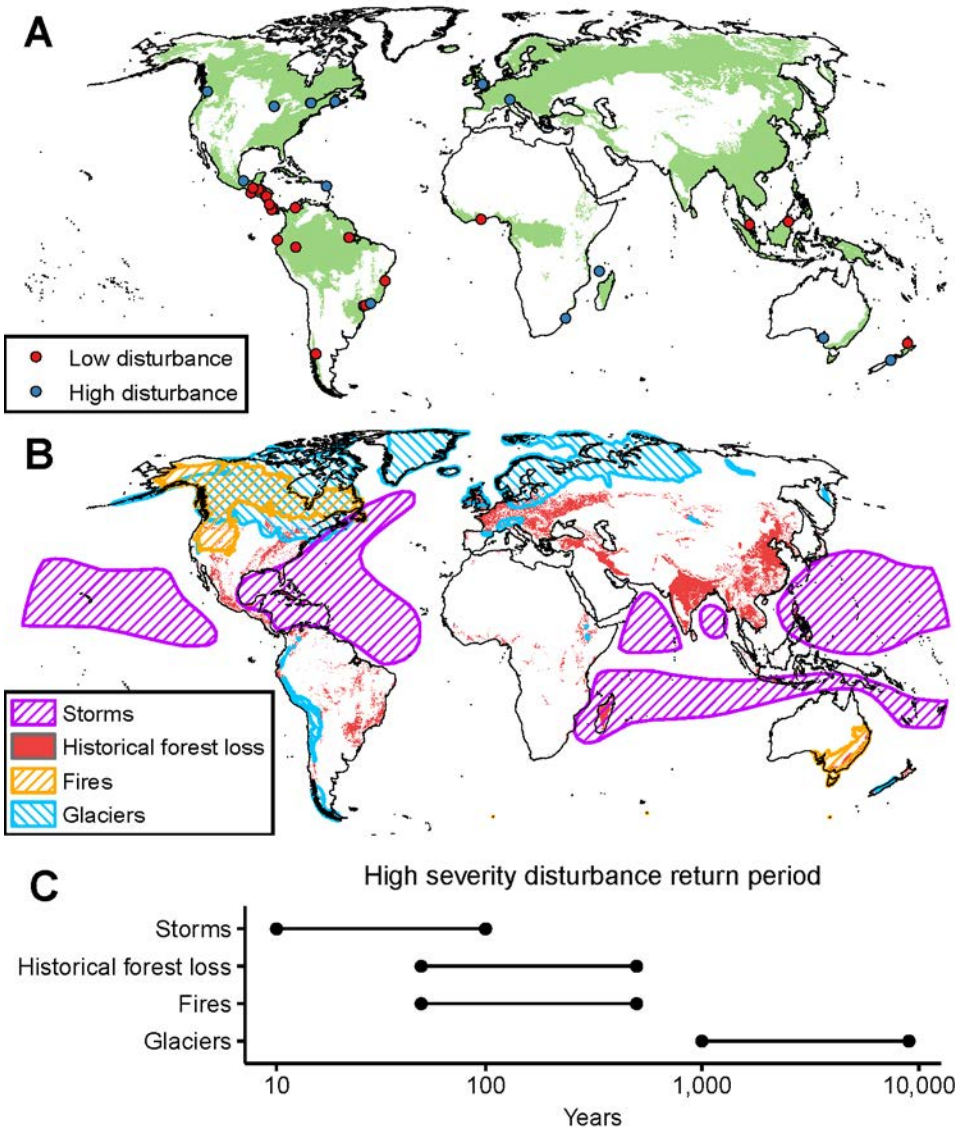 A
Low disturbance
High disturbance
B
Storms
Historical forest loss
Fires
Glaciers
C
High severity disturbance return period
Storms
Historical forest loss
Fires
Glaciers
10 100 1,000 10,000
Years